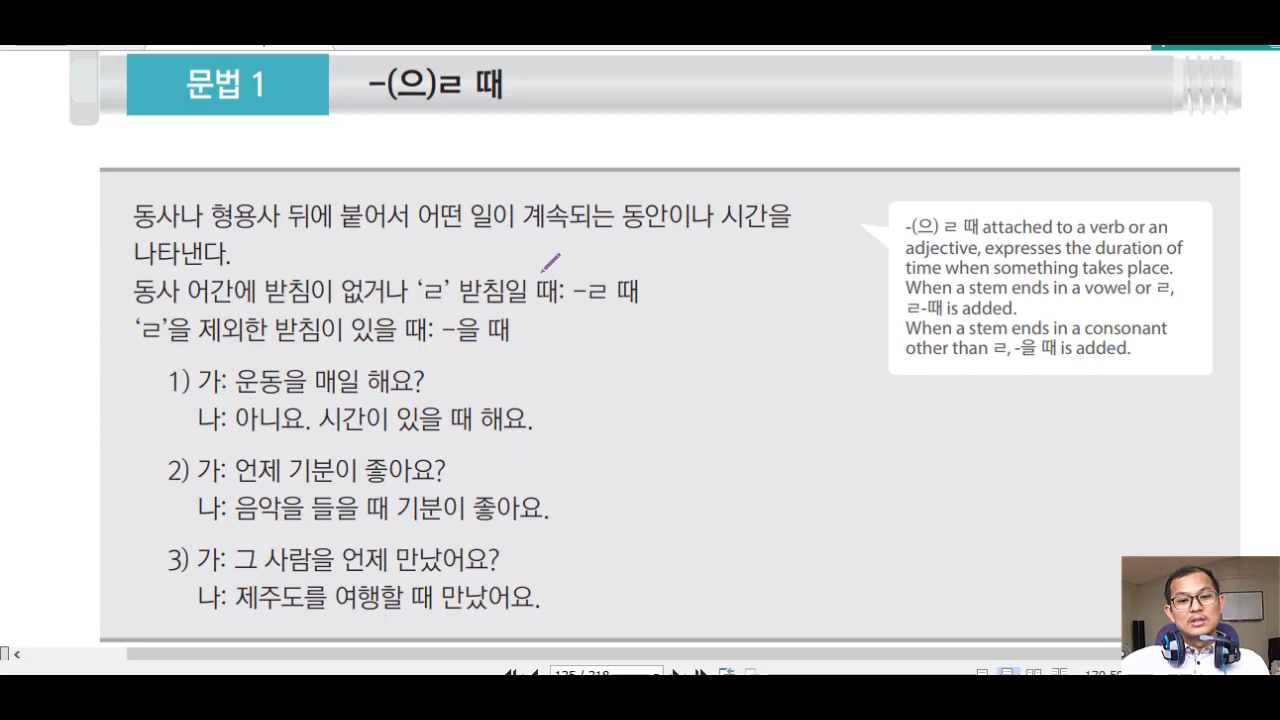 문법 1
-(으)ㄹ 때
동사나 형용사 뒤에 붙어서 어떤 일이 계속되는 동안이나 시간을
나타낸다.
동사 어간에 받침이 없거나 ‘ㄹ’ 받침일 때: -ㄹ 때
‘ㄹ’을 제외한 받침이 있을 때: -을 때
1) 가: 운동을 매일 해요?
나: 아니요. 시간이 있을 때 해요.
2) 가: 언제 기분이 좋아요?
나: 음악을 들을 때 기분이 좋아요.
3) 가: 그 사람을 언제 만났어요?
나: 제주도를 여행할 때 만났어요.
-(으) ㄹ 때 attached to a verb or an
adjective, expresses the duration of
time when something takes place.
When a stem ends in a vowel or ㄹ,
ㄹ-때 is added.
When a stem ends in a consonant
other than ㄹ, -을 때 is added.